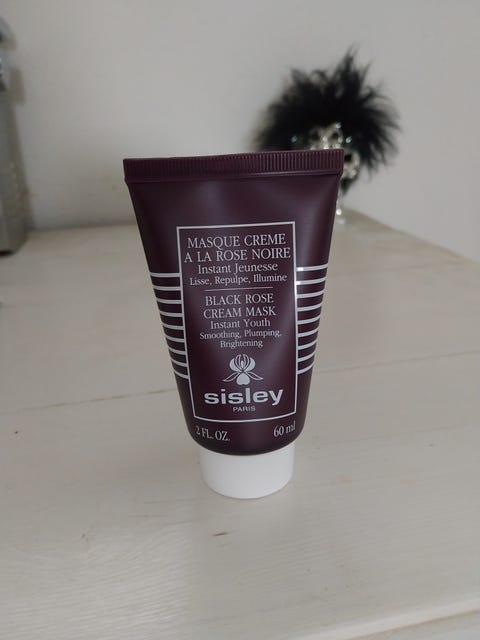 MASQUE CREME
A LA ROSE NOIRE
Instant Jeunesse
Lisse, Repulpe, Illumine
BLACK ROSE
CREAM MASK
Instant Youth
Smoothing, Plumping,
Brightening
sisley
PARIS
2 FL. OZ. 60 ml